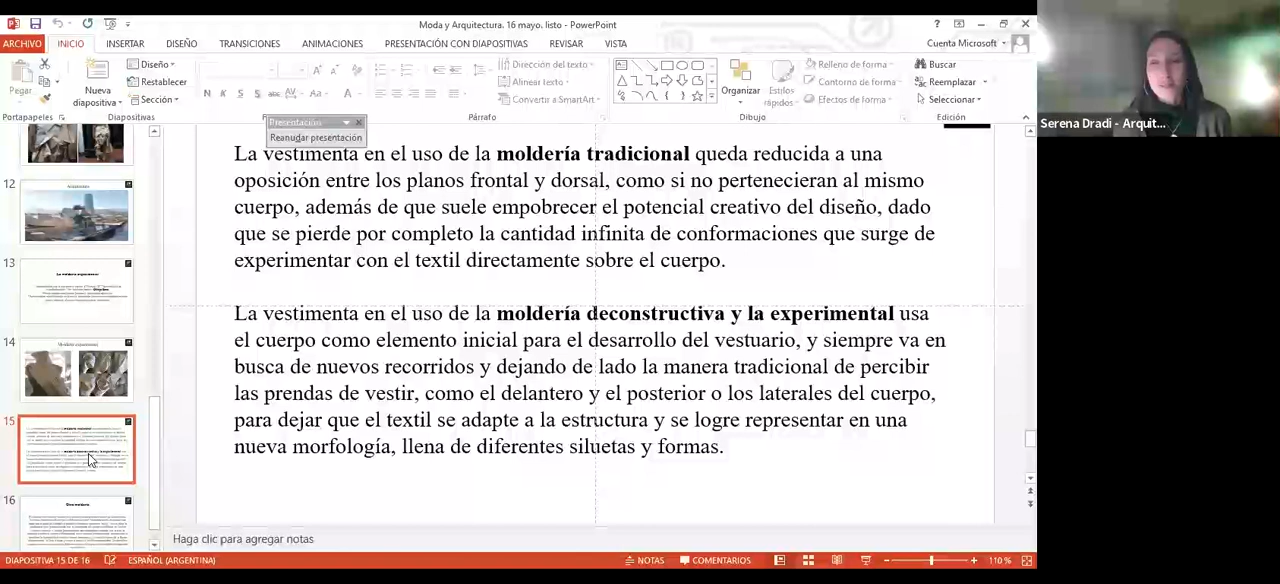 Moda y Arquitectura. 16 mayo. listo - PowerPoint
ARCHIVO INICIO INSERTAR DISEÑO TRANSICIONES ANIMACIONES PRESENTACIÓN CON DIAPOSITIVAS REVISAR VISTA Cuenta Microsoft
Pegar
Nueva diapositiva
Diseño
Restablecer
Sección
N K S S abc AV Aa A
Dirección del texto
Alinear texto
Convertir a SmartArt
Organizar
Estilos rápidos
Relleno de forma
Contorno de forma
Efectos de forma
Buscar
Reemplazar
Seleccionar
Portapapeles Diapositivas Párrafo Dibujo Edición
Presentación
Reanudar presentación
Serena Dradi - Arquit...
La vestimenta en el uso de la moldería tradicional queda reducida a una
oposición entre los planos frontal y dorsal, como si no pertenecieran al mismo
cuerpo, además de que suele empobrecer el potencial creativo del diseño, dado
que se pierde por completo la cantidad infinita de conformaciones que surge de
experimentar con el textil directamente sobre el cuerpo.
La vestimenta en el uso de la moldería deconstructiva y la experimental usa
el cuerpo como elemento inicial para el desarrollo del vestuario, y siempre va en
busca de nuevos recorridos y dejando de lado la manera tradicional de percibir
las prendas de vestir, como el delantero y el posterior o los laterales del cuerpo,
para dejar que el textil se adapte a la estructura y se logre representar en una
nueva morfología, llena de diferentes siluetas y formas.
12
13
14
15
16
Haga clic para agregar notas
DIAPOSITIVA 15 DE 16 ESPAÑOL (ARGENTINA) NOTAS COMENTARIOS 110 %